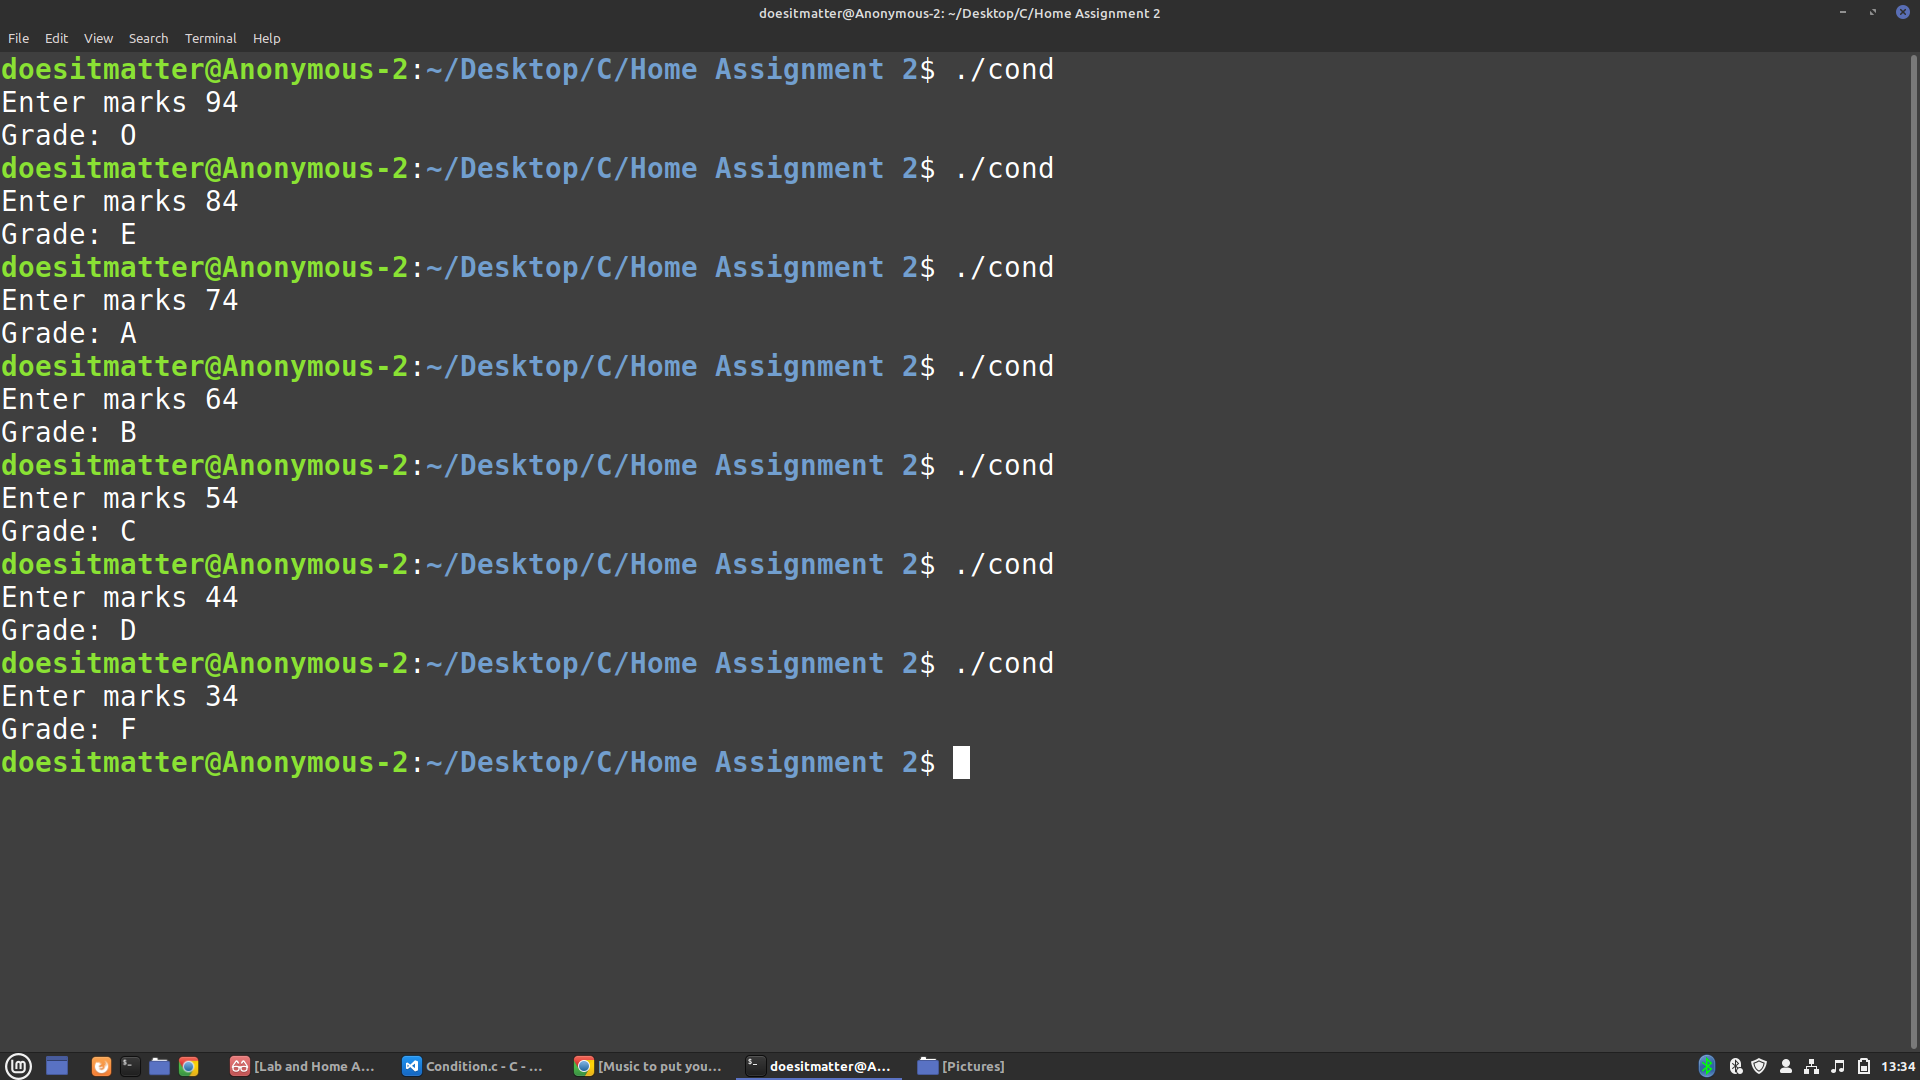 doesitmatter@Anonymous-2: ~/Desktop/C/Home Assignment 2
File Edit View Search Terminal Help
doesitmatter@Anonymous-2:~/Desktop/C/Home Assignment 2$ ./cond
Enter marks 94
Grade: O
doesitmatter@Anonymous-2:~/Desktop/C/Home Assignment 2$ ./cond
Enter marks 84
Grade: E
doesitmatter@Anonymous-2:~/Desktop/C/Home Assignment 2$ ./cond
Enter marks 74
Grade: A
doesitmatter@Anonymous-2:~/Desktop/C/Home Assignment 2$ ./cond
Enter marks 64
Grade: B
doesitmatter@Anonymous-2:~/Desktop/C/Home Assignment 2$ ./cond
Enter marks 54
Grade: C
doesitmatter@Anonymous-2:~/Desktop/C/Home Assignment 2$ ./cond
Enter marks 44
Grade: D
doesitmatter@Anonymous-2:~/Desktop/C/Home Assignment 2$ ./cond
Enter marks 34
Grade: F
doesitmatter@Anonymous-2:~/Desktop/C/Home Assignment 2$
[Lab and Home A... Condition.c - C - ... [Music to put you... doesitmatter@A... [Pictures] 13:34